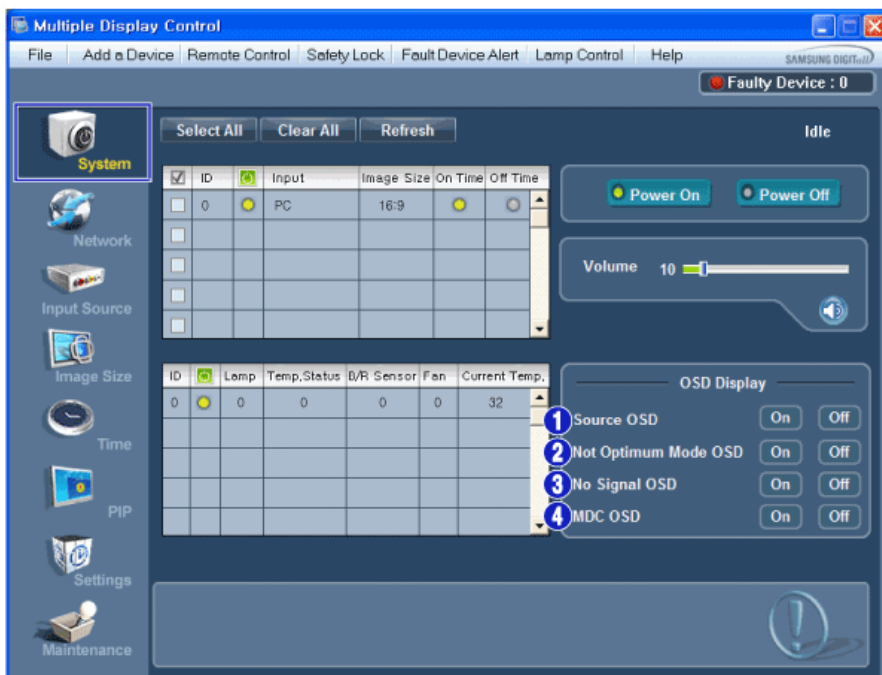 Multiple Display Control
File Add a Device Remote Control Safety Lock Fault Device Alert Lamp Control Help
SAMSUNG DIGITall
Faulty Device : 0
System
Network
Input Source
Image Size
Time
PIP
Settings
Maintenance
Select All Clear All Refresh Idle
ID Input Image Size On Time Off Time
0 PC 16:9
Power On Power Off
Volume 10
ID Lamp Temp,Status B/R Sensor Fan Current Temp,
0 0 0 0 0 32
OSD Display
1 Source OSD On Off
2 Not Optimum Mode OSD On Off
3 No Signal OSD On Off
4 MDC OSD On Off